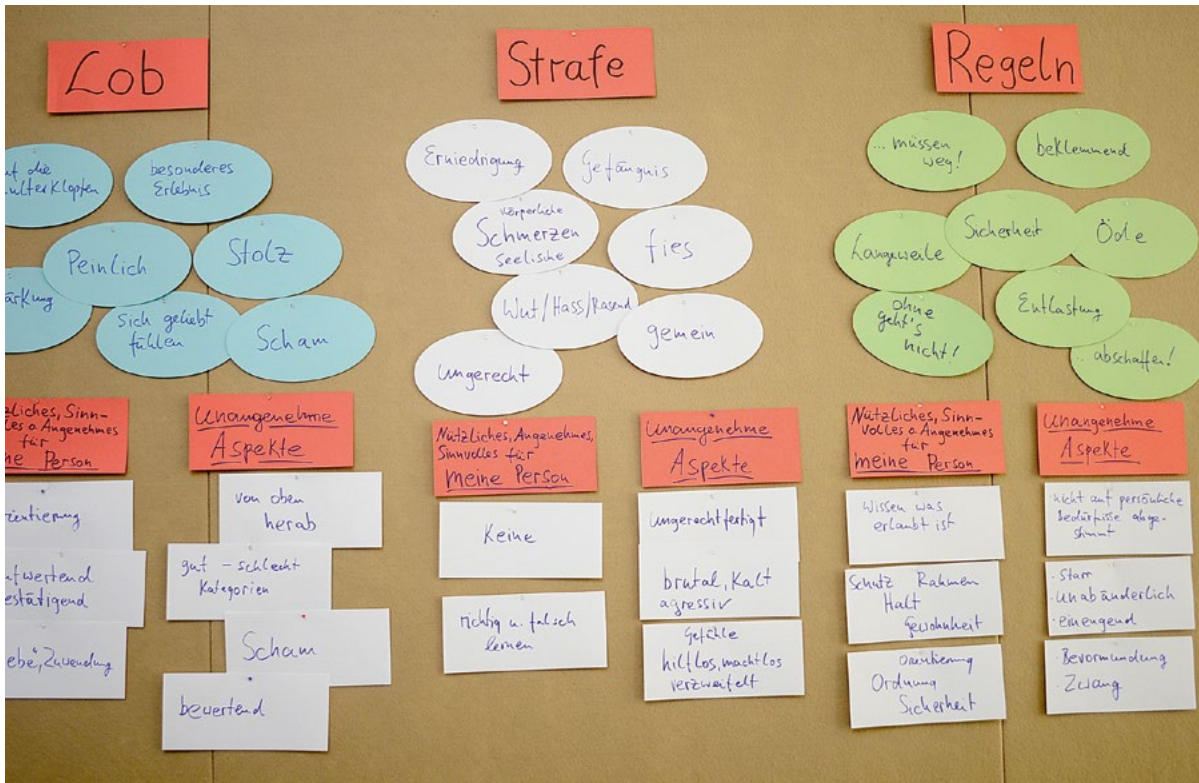 Lob
die
besonderes
Erlebnis
Peinlich
Stolz
sich geliebt
fühlen
Scham
für
Person
Unangenehme
Aspekte
von oben
herab
gut – schlecht
Kategorien
Scham
bewertend
Zuwendung
Strafe
Erniedrigung
Gefängnis
körperliche
Schmerzen
seelische
fies
Wut/Hass/Rasend
gemein
ungerecht
Nützliches, Angenehmes,
Sinnvolles für
meine Person
Keine
richtig u. falsch
lernen
Unangenehme
Aspekte
ungerechtfertigt
brutal, Kalt
agressiv
Gefühle
hilflos, machtlos
verzweifelt
Regeln
... müssen
weg!
beklemmend
Langeweile
Sicherheit
Öde
ohne
geht's
nicht!
Entlastung
... abschaffen!
Nützliches, Sinn-
volles o Angenehmes
für
meine Person
Wissen was
erlaubt ist
Schutz Rahmen
Halt
Gewohnheit
Orientierung
Ordnung
Sicherheit
Unangenehme
Aspekte
· nicht auf persönliche
Bedürfnisse abge-
stimmt
· Starr
· unabänderlich
· einengend
· Bevormundung
· Zwang